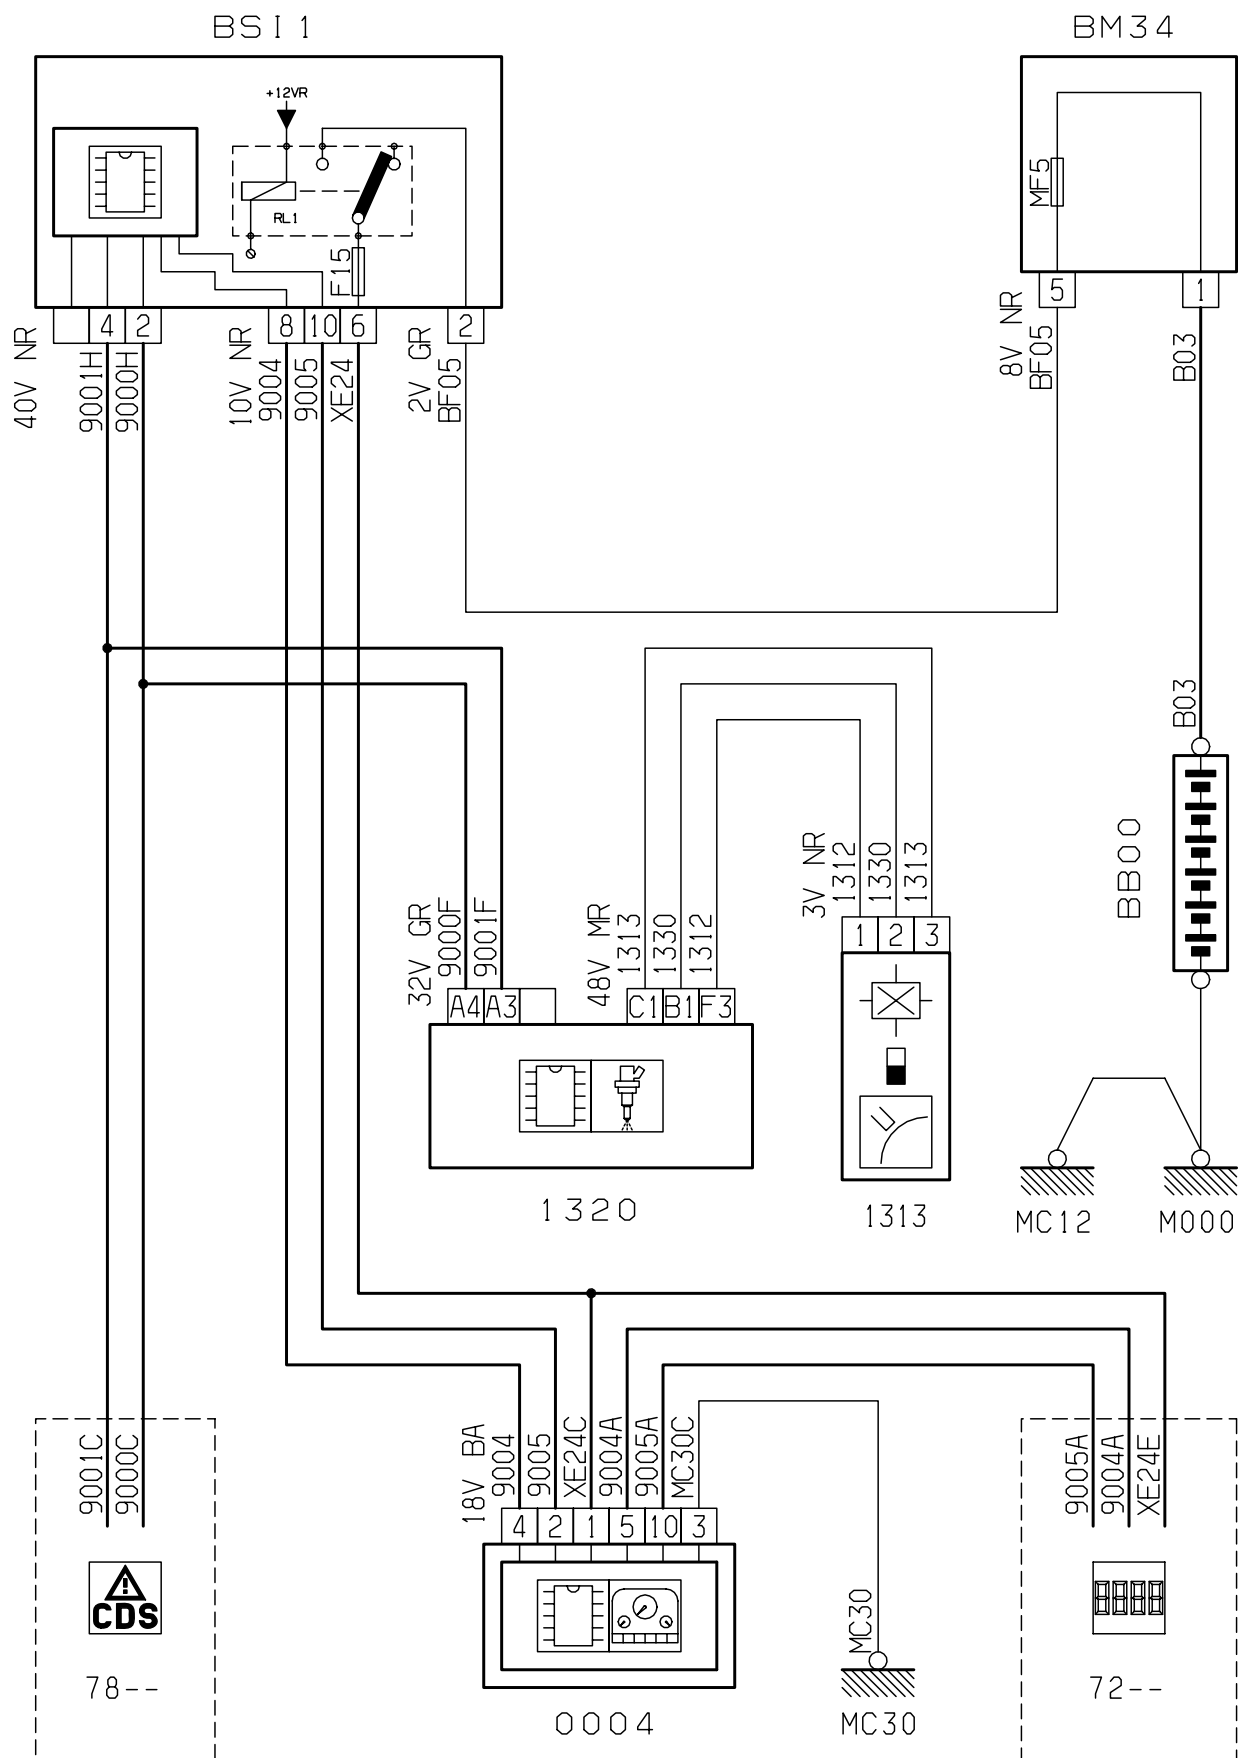 BSI1
BM34
+12VR
RL1
F15
MF5
4
2
8
10
6
2
5
1
40V NR
9001H
9000H
10V NR
9004
9005
XE24
2V GR
BF05
8V NR
BF05
B03
B03
BB00
32V GR
9000F
9001F
48V MR
1313
1330
1312
3V NR
1312
1330
1313
A4
A3
C1
B1
F3
1
2
3
1320
1313
MC12
M000
9001C
9000C
18V BA
9004
9005
XE24C
9004A
9005A
MC30C
9005A
9004A
XE24E
4
2
1
5
10
3
CDS
78--
0004
MC30
MC30
72--